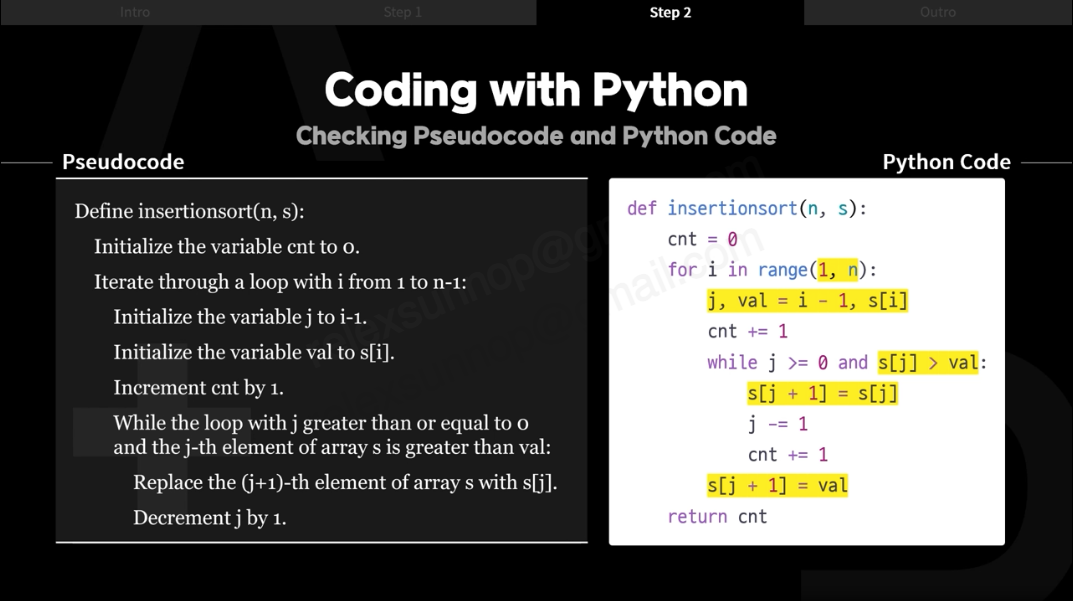 Intro
Step 1
Step 2
Outro
Coding with Python
Checking Pseudocode and Python Code
Pseudocode
Define insertionsort(n, s):
Initialize the variable cnt to 0.
Iterate through a loop with i from 1 to n-1:
Initialize the variable j to i-1.
Initialize the variable val to s[i].
Increment cnt by 1.
While the loop with j greater than or equal to 0
and the j-th element of array s is greater than val:
Replace the (j+1)-th element of array s with s[j].
Decrement j by 1.
Python Code
def insertionsort(n, s):
cnt = 0
for i in range(1, n):
j, val = i - 1, s[i]
cnt += 1
while j >= 0 and s[j] > val:
s[j + 1] = s[j]
j -= 1
cnt += 1
s[j + 1] = val
return cnt